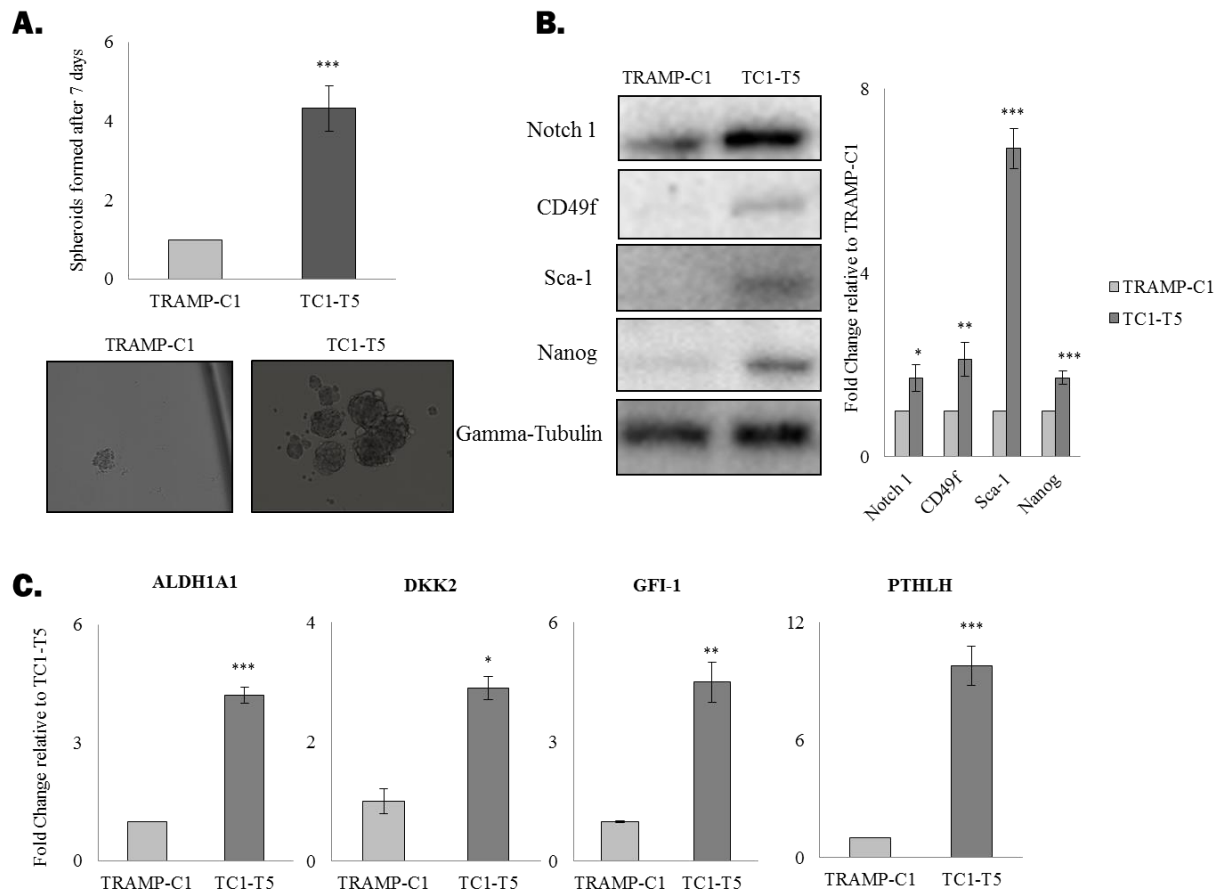 A.
Spheroids formed after 7 days
6
4
2
0
***
TRAMP-C1 TC1-T5
TRAMP-C1 TC1-T5
B.
TRAMP-C1 TC1-T5
Notch 1
CD49f
Sca-1
Nanog
Gamma-Tubulin
Fold Change relative to TRAMP-C1
8
4
0
* ** *** ***
Notch 1 CD49f Sca-1 Nanog
TRAMP-C1
TC1-T5
C.
Fold Change relative to TC1-T5
ALDH1A1
6
3
0
***
TRAMP-C1 TC1-T5
DKK2
4
2
0
*
TRAMP-C1 TC1-T5
GFI-1
6
4
2
0
**
TRAMP-C1 TC1-T5
PTHLH
12
6
0
***
TRAMP-C1 TC1-T5